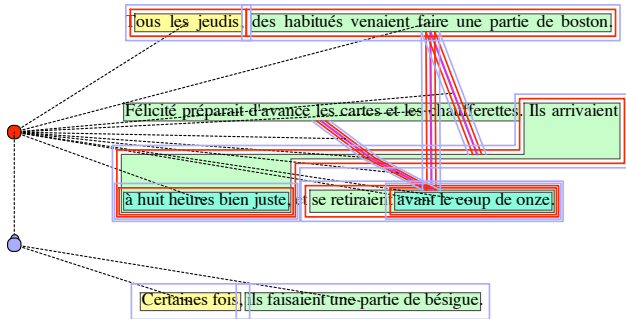 Tous les jeudis, des habitués venaient faire une partie de boston.
Félicité préparait d'avance les cartes et les chaufferettes. Ils arrivaient
à huit heures bien juste, et se retiraient avant le coup de onze.
Certaines fois, ils faisaient une partie de bésigue.